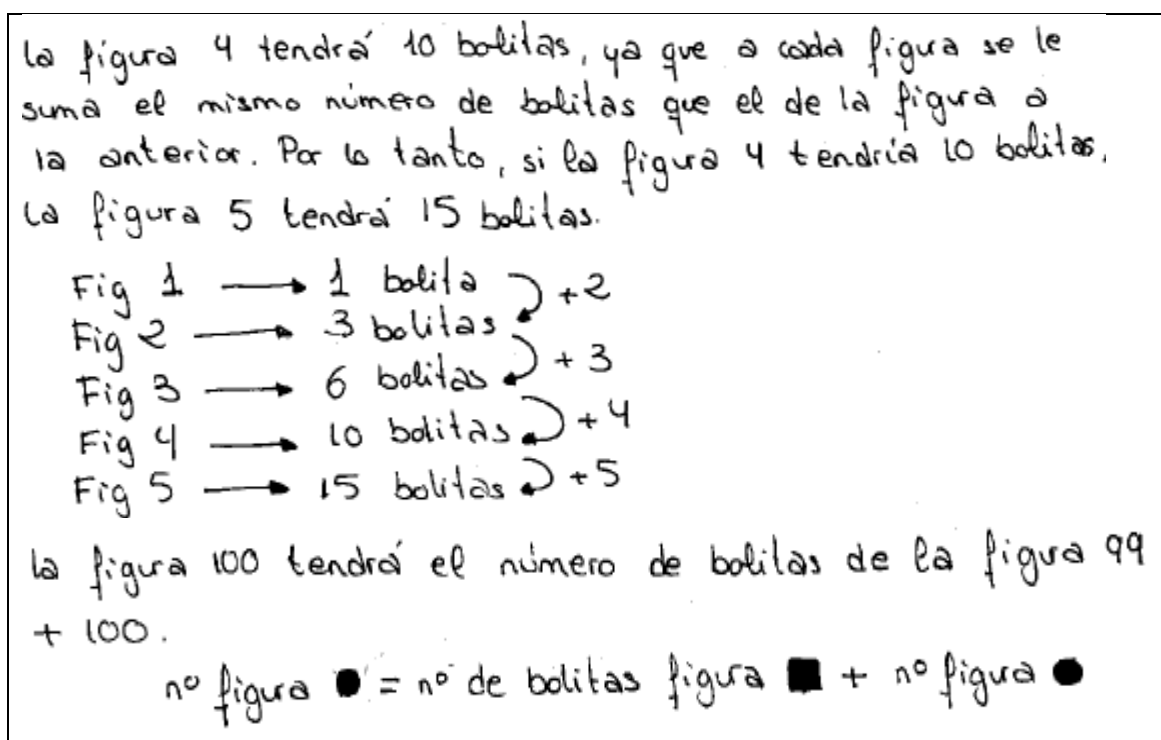 la figura 4 tendrá 10 bolitas, ya que a cada figura se le
suma el mismo número de bolitas que el de la figura a
la anterior. Por lo tanto, si la figura 4 tendría 10 bolitas,
la figura 5 tendrá 15 bolitas.
Fig 1 → 1 bolita +2
Fig 2 → 3 bolitas +3
Fig 3 → 6 bolitas +4
Fig 4 → 10 bolitas +5
Fig 5 → 15 bolitas
la figura 100 tendrá el número de bolitas de la figura 99
+ 100.
nº figura ● = nº de bolitas figura ■ + nº figura ●